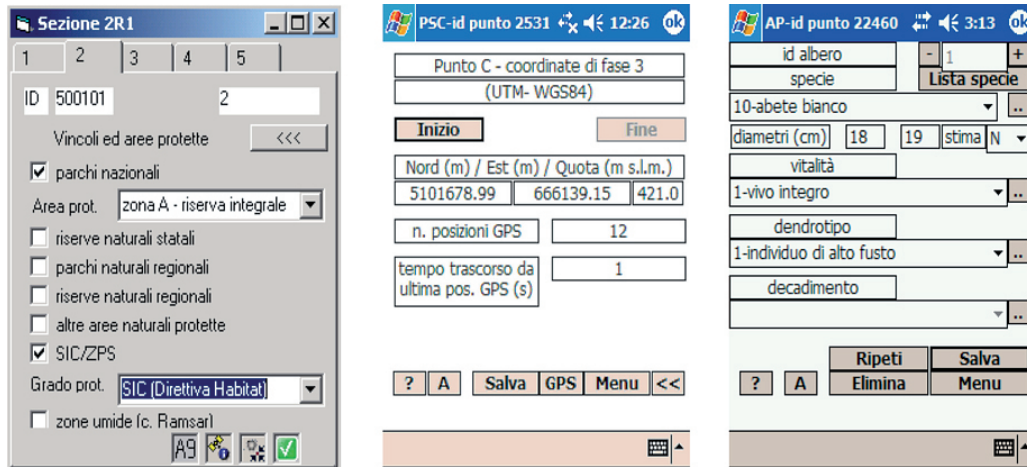 Sezione 2R1
1 2 3 4 5
ID 500101 2
Vincoli ed aree protette <<<
parchi nazionali
Area prot. zona A - riserva integrale
riserve naturali statali
parchi naturali regionali
riserve naturali regionali
altre aree naturali protette
SIC/ZPS
Grado prot. SIC (Direttiva Habitat)
zone umide (c. Ramsar)
A9
PSC-id punto 2531 12:26 ok
Punto C - coordinate di fase 3
(UTM- WGS84)
Inizio Fine
Nord (m) / Est (m) / Quota (m s.l.m.)
5101678.99 666139.15 421.0
n. posizioni GPS 12
tempo trascorso da 1
ultima pos. GPS (s)
? A Salva GPS Menu <<
AP-id punto 22460 3:13 ok
id albero - 1 +
specie Lista specie
10-abete bianco ..
diametri (cm) 18 19 stima N
vitalità
1-vivo integro ..
dendrotipo
1-individuo di alto fusto ..
decadimento
..
Ripeti Salva
? A Elimina Menu